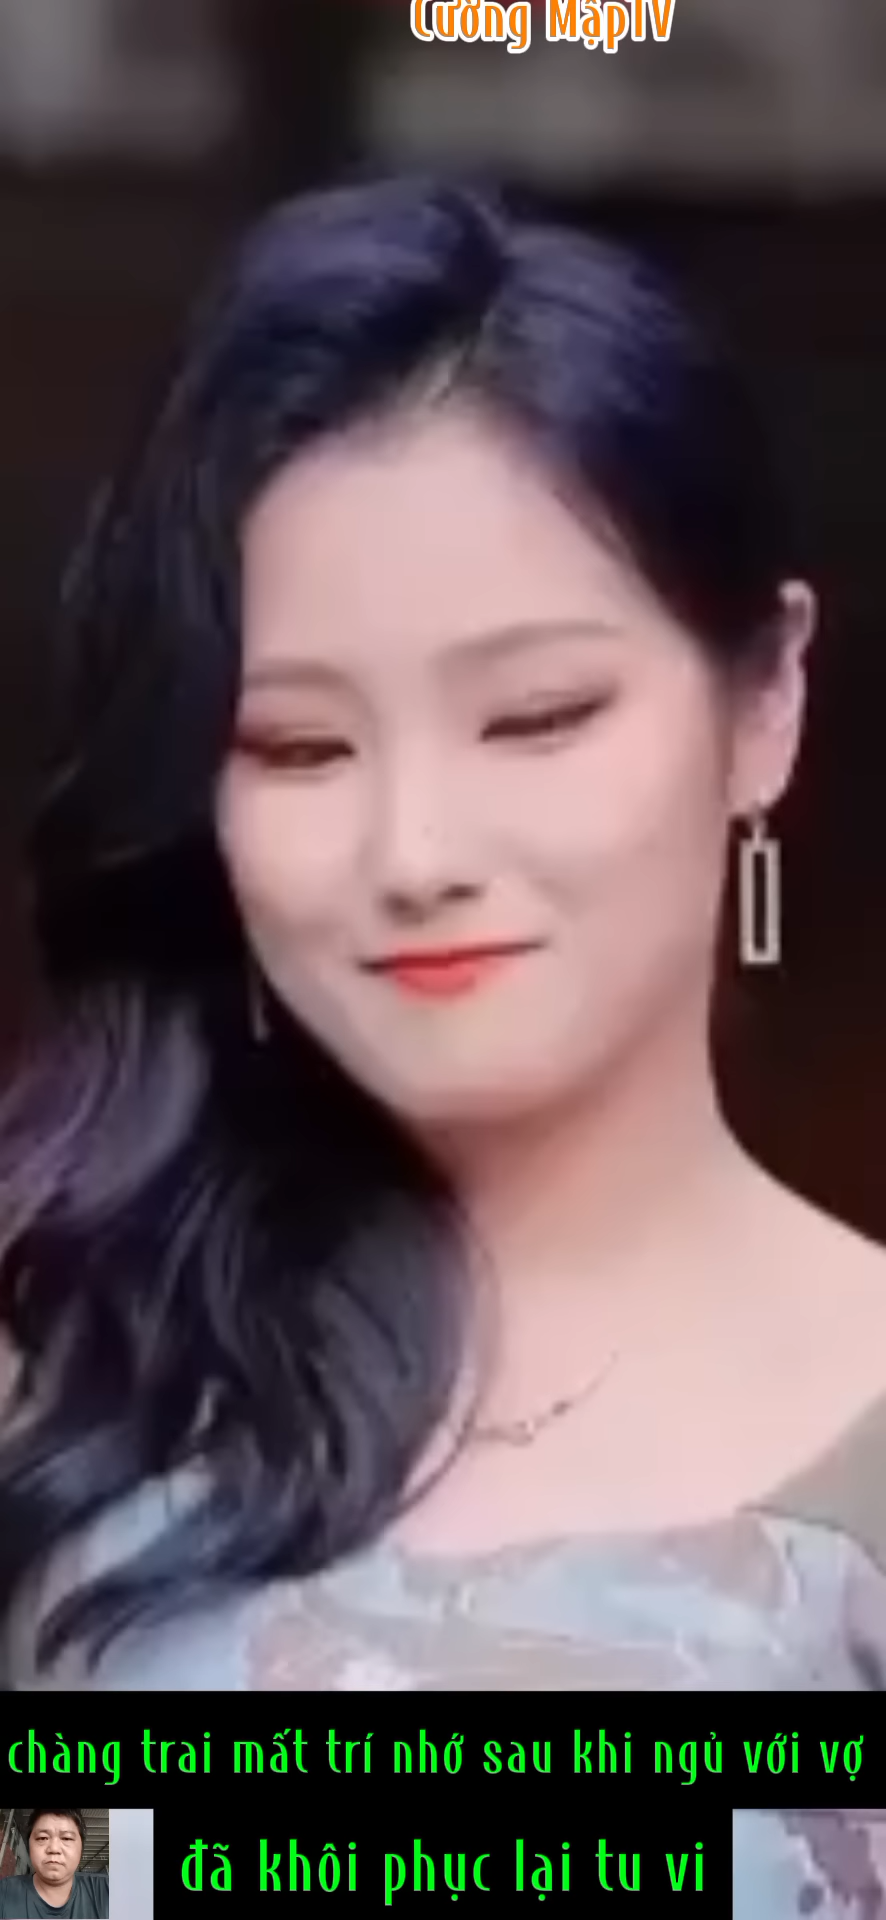 Cường MậpTV
chàng trai mất trí nhớ sau khi ngủ với vợ
đã khôi phục lại tu vi